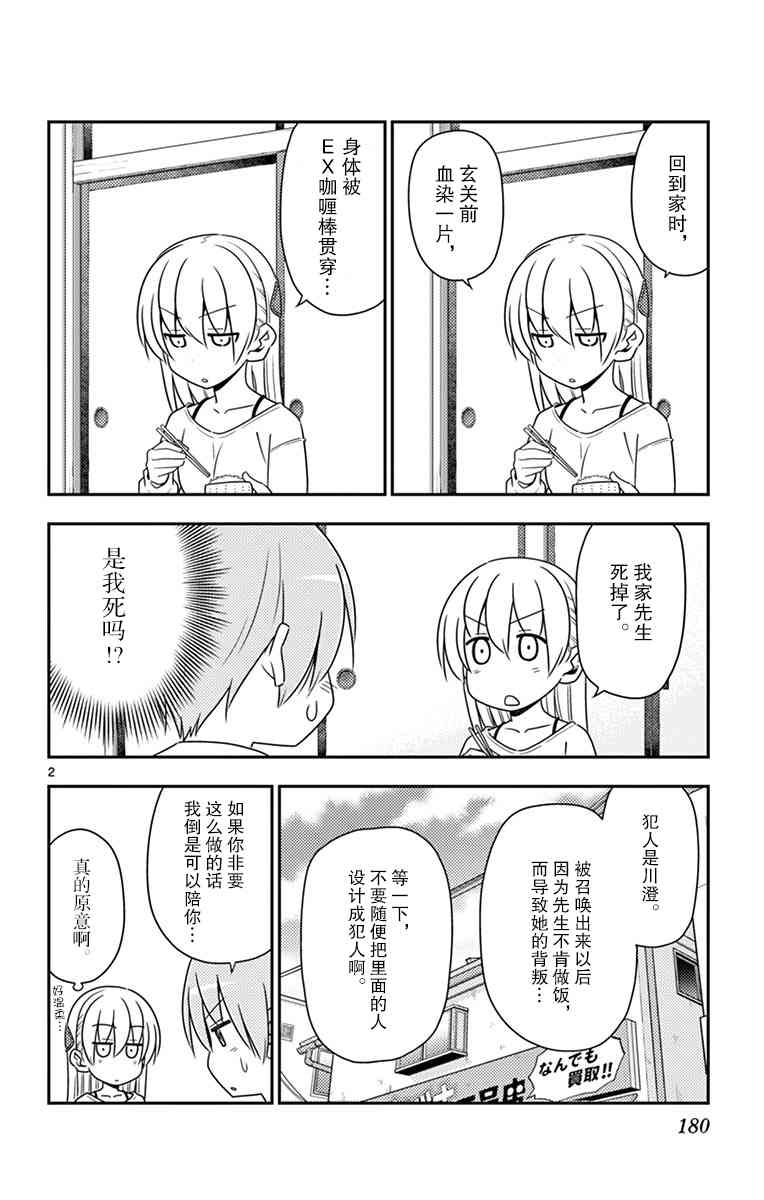 回到家时，
玄关前
血染一片，
身体被
EX咖喱棒贯穿…
我家先生
死掉了。
是我死吗!?
2
犯人是川澄。
被召唤出来以后
因为先生不肯做饭，
而导致她的背叛…
等一下，
不要随便把里面的人
设计成犯人啊。
なんでも
買取!!
如果你非要
这么做的话
我倒是可以陪你…
真的愿意啊。
好温柔…
180